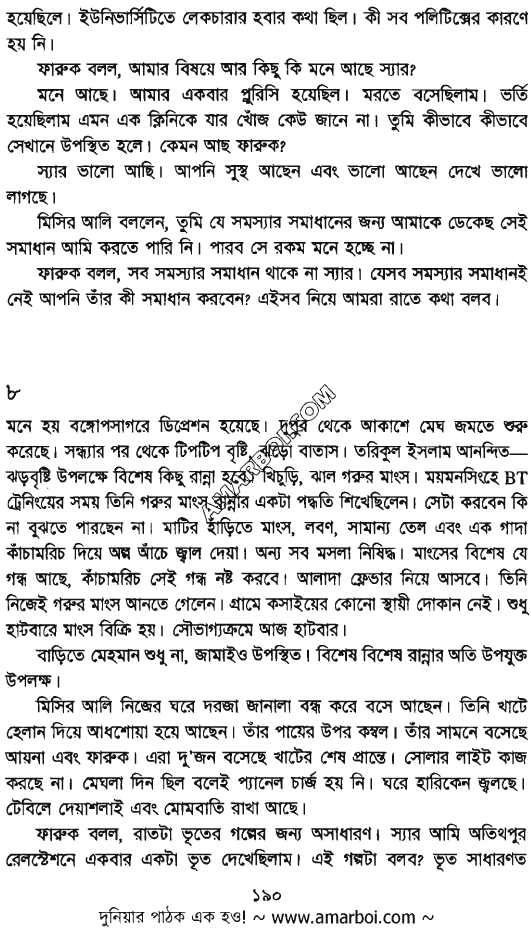 হয়েছিলে। ইউনিভার্সিটিতে লেকচারার হবার কথা ছিল। কী সব পলিটিক্সের কারণে
হয় নি।
ফারুক বলল, আমার বিষয়ে আর কিছু কি মনে আছে স্যার?
মনে আছে। আমার একবার প্লুরিসি হয়েছিল। মরতে বসেছিলাম। ভর্তি
হয়েছিলাম এমন এক ক্লিনিকে যার খোঁজ কেউ জানে না। তুমি কীভাবে কীভাবে
সেখানে উপস্থিত হলে। কেমন আছ ফারুক?
স্যার ভালো আছি। আপনি সুস্থ আছেন এবং ভালো আছেন দেখে ভালো
লাগছে।
মিসির আলি বললেন, তুমি যে সমস্যার সমাধানের জন্য আমাকে ডেকেছ সেই
সমাধান আমি করতে পারি নি। পারব সে রকম মনে হচ্ছে না।
ফারুক বলল, সব সমস্যার সমাধান থাকে না স্যার। যেসব সমস্যার সমাধানই
নেই আপনি তাঁর কী সমাধান করবেন? এইসব নিয়ে আমরা রাতে কথা বলব।
৮
মনে হয় বঙ্গোপসাগরে ডিপ্রেশন হয়েছে। দুপুর থেকে আকাশে মেঘ জমতে শুরু
করেছে। সন্ধ্যার পর থেকে টিপটিপ বৃষ্টি, ঝড়ো বাতাস। তরিকুল ইসলাম আনন্দিত—
ঝড়বৃষ্টি উপলক্ষে বিশেষ কিছু রান্না হবে। খিচুড়ি, ঝাল গরুর মাংস। ময়মনসিংহে BT
ট্রেনিংয়ের সময় তিনি গরুর মাংস রান্নার একটা পদ্ধতি শিখেছিলেন। সেটা করবেন কি
না বুঝতে পারছেন না। মাটির হাঁড়িতে মাংস, লবণ, সামান্য তেল এবং এক গাদা
কাঁচামরিচ দিয়ে অল্প আঁচে জ্বাল দেয়া। অন্য সব মসলা নিষিদ্ধ। মাংসের বিশেষ যে
গন্ধ আছে, কাঁচামরিচ সেই গন্ধ নষ্ট করবে। আলাদা ফ্লেভার নিয়ে আসবে। তিনি
নিজেই গরুর মাংস আনতে গেলেন। গ্রামে কসাইয়ের কোনো স্থায়ী দোকান নেই। শুধু
হাটবারে মাংস বিক্রি হয়। সৌভাগ্যক্রমে আজ হাটবার।
বাড়িতে মেহমান শুধু না, জামাইও উপস্থিত। বিশেষ বিশেষ রান্নার অতি উপযুক্ত
উপলক্ষ।
মিসির আলি নিজের ঘরে দরজা জানালা বন্ধ করে বসে আছেন। তিনি খাটে
হেলান দিয়ে আধশোয়া হযে আছেন। তাঁর পায়ের উপর কম্বল। তাঁর সামনে বসেছে
আয়না এবং ফারুক। এরা দু'জন বসেছে খাটের শেষ প্রান্তে। সোলার লাইট কাজ
করছে না। মেঘলা দিন ছিল বলেই প্যানেল চার্জ হয় নি। ঘরে হারিকেন জ্বলছে।
টেবিলে দেয়াশলাই এবং মোমবাতি রাখা আছে।
ফারুক বলল, রাতটা ভূতের গল্পের জন্য অসাধারণ। স্যার আমি অতিথপুর
রেলস্টেশনে একবার একটা ভূত দেখেছিলাম। এই গল্পটা বলব? ভূত সাধারণত
১৯০
দুনিয়ার পাঠক এক হও! ~ www.amarboi.com ~
AMARBOI.COM